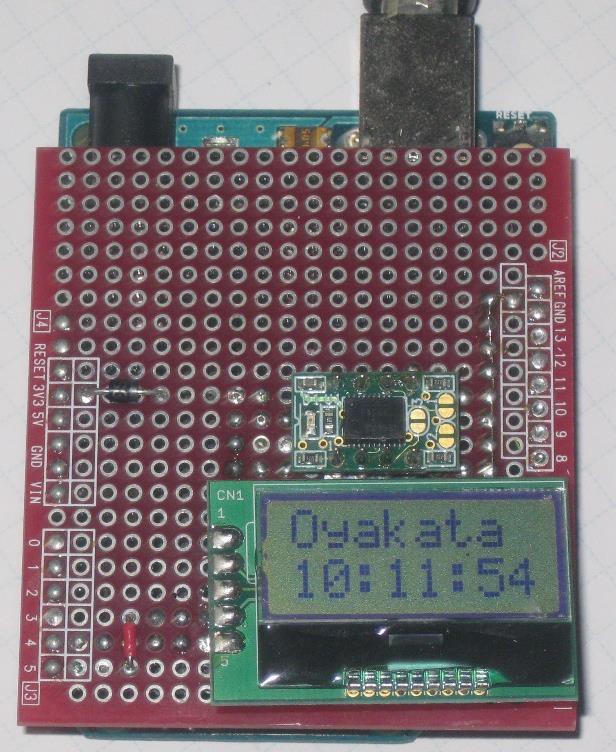 RESET
J2
AREF GND 13 12 11 10 9 8
J4
RESET 3V3 5V GND VIN
0
1
2
3
4
5
J3
CN1
1
5
Oyakata
10:11:54